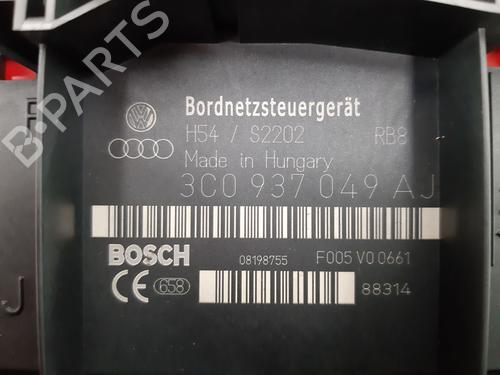 Bordnetzsteuergerät
H54 / S2202 RB8
Made in Hungary
3C0 937 049 AJ
BOSCH 08198755 F005 V0 0661
CE 658 88314
J
B-PARTS